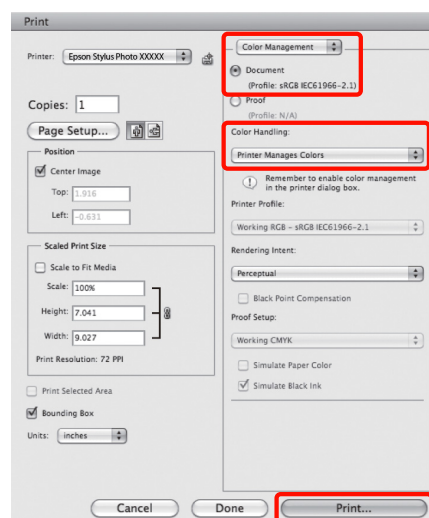 Print
Printer: Epson Stylus Photo XXXXX
Copies: 1
Page Setup...
Position
Center Image
Top: 1.916
Left: -0.631
Scaled Print Size
Scale to Fit Media
Scale: 100%
Height: 7.041
Width: 9.027
Print Resolution: 72 PPI
Print Selected Area
Bounding Box
Units: inches
Color Management
Document
(Profile: sRGB IEC61966-2.1)
Proof
(Profile: N/A)
Color Handling:
Printer Manages Colors
Remember to enable color management
in the printer dialog box.
Printer Profile:
Working RGB - sRGB IEC61966-2.1
Rendering Intent:
Perceptual
Black Point Compensation
Proof Setup:
Working CMYK
Simulate Paper Color
Simulate Black Ink
Cancel
Done
Print...